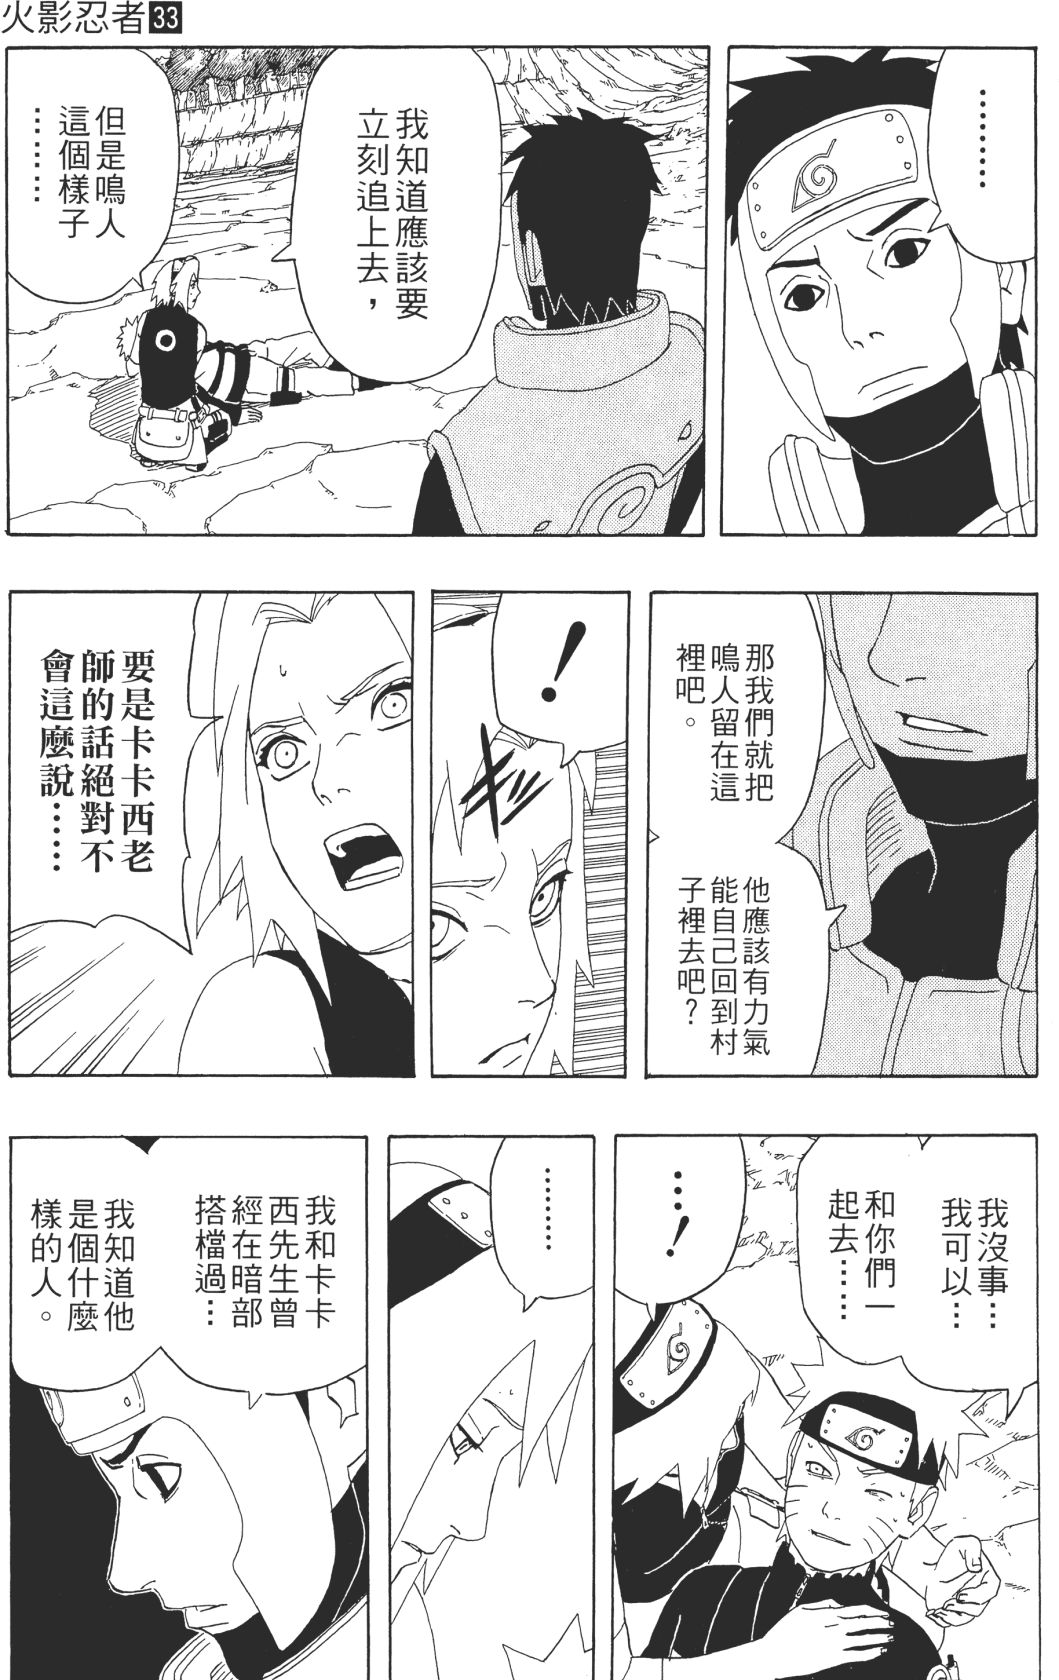 火影忍者33
………
我知道應該要
立刻追上去，
但是鳴人
這個樣子
………
那我們就把
鳴人留在這
裡吧。
他應該有力氣
能自己回到村
子裡去吧？
！
要是卡卡西老
師的話絕對不
會這麼說……
我沒事…
我可以…
和你們一
起去……
…！
………
我和卡卡
西先生曾
經在暗部
搭檔過…
我知道他
是個什麼
樣的人。